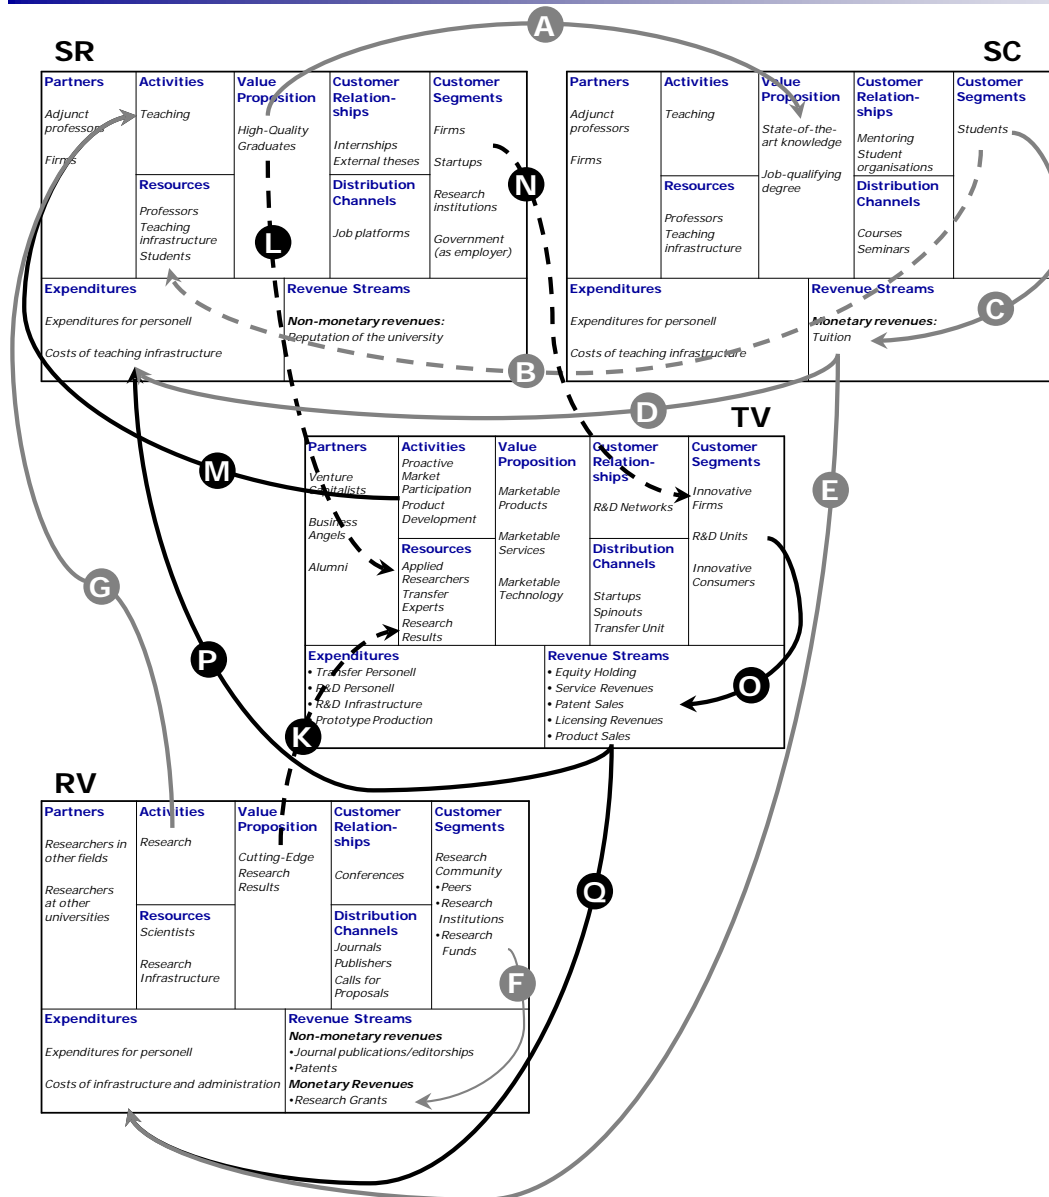 A
SR
Partners
Adjunct
professors
Firms
Activities
Teaching
Resources
Professors
Teaching
infrastructure
Students
Value
Proposition
High-Quality
Graduates
Customer
Relation-
ships
Internships
External theses
Distribution
Channels
Job platforms
Customer
Segments
Firms
Startups
Research
institutions
Government
(as employer)
Expenditures
Expenditures for personell
Costs of teaching infrastructure
Revenue Streams
Non-monetary revenues:
Reputation of the university
SC
Partners
Adjunct
professors
Firms
Activities
Teaching
Resources
Professors
Teaching
infrastructure
Value
Proposition
State-of-the-
art knowledge
Job-qualifying
degree
Customer
Relation-
ships
Mentoring
Student
organisations
Distribution
Channels
Courses
Seminars
Customer
Segments
Students
Expenditures
Expenditures for personell
Costs of teaching infrastructure
Revenue Streams
Monetary revenues:
Tuition
N
L
C
B
D
TV
Partners
Venture
Capitalists
Business
Angels
Alumni
Activities
Proactive
Market
Participation
Product
Development
Resources
Applied
Researchers
Transfer
Experts
Research
Results
Value
Proposition
Marketable
Products
Marketable
Services
Marketable
Technology
Customer
Relation-
ships
R&D Networks
Distribution
Channels
Startups
Spinouts
Transfer Unit
Customer
Segments
Innovative
Firms
R&D Units
Innovative
Consumers
Expenditures
• Transfer Personell
• R&D Personell
• R&D Infrastructure
• Prototype Production
Revenue Streams
• Equity Holding
• Service Revenues
• Patent Sales
• Licensing Revenues
• Product Sales
M
E
G
P
O
K
RV
Partners
Researchers in
other fields
Researchers
at other
universities
Activities
Research
Resources
Scientists
Research
Infrastructure
Value
Proposition
Cutting-Edge
Research
Results
Customer
Relation-
ships
Conferences
Distribution
Channels
Journals
Publishers
Calls for
Proposals
Customer
Segments
Research
Community
•Peers
•Research
Institutions
•Research
Funds
Expenditures
Expenditures for personell
Costs of infrastructure and administration
Revenue Streams
Non-monetary revenues
•Journal publications/editorships
•Patents
Monetary Revenues
•Research Grants
Q
F